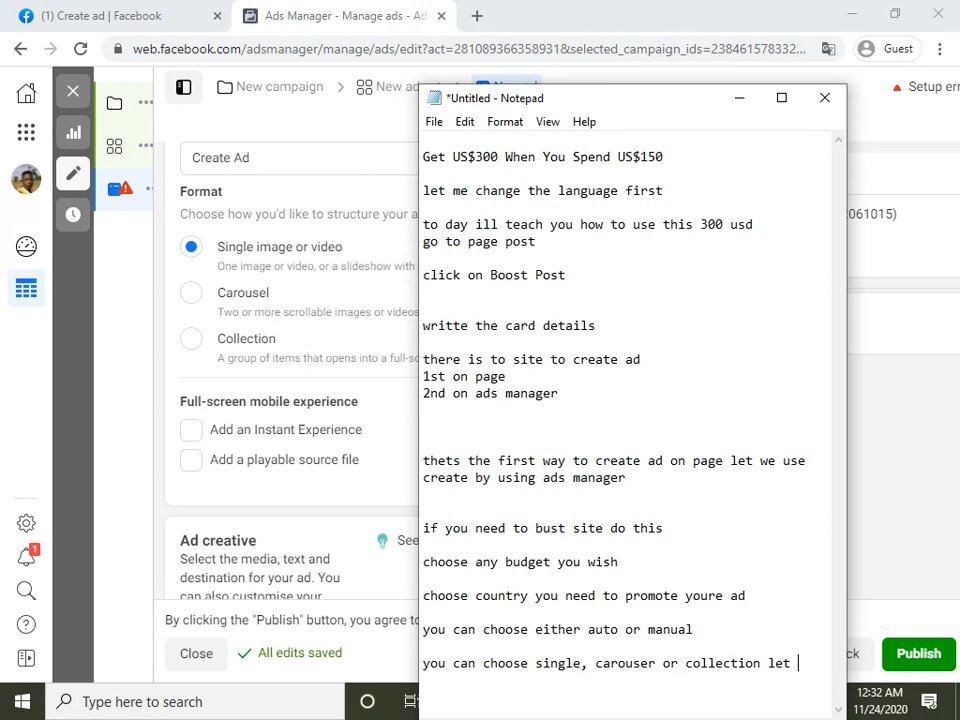 (1) Create ad | Facebook
Ads Manager - Manage ads - Ad
web.facebook.com/adsmanager/manage/ads/edit?act=281089366358931&selected_campaign_ids=238461578332...
Guest
New campaign
New a
Setup err
Create Ad
Format
Choose how you'd like to structure your a
Single image or video
One image or video, or a slideshow with
Carousel
Two or more scrollable images or videos
Collection
A group of items that opens into a full-sc
Full-screen mobile experience
Add an Instant Experience
Add a playable source file
Ad creative
See
Select the media, text and
destination for your ad. You
can also customise your
By clicking the "Publish" button, you agree to
Close
All edits saved
061015)
ck
Publish
*Untitled - Notepad
File Edit Format View Help
Get US$300 When You Spend US$150
let me change the language first
to day ill teach you how to use this 300 usd
go to page post
click on Boost Post
writte the card details
there is to site to create ad
1st on page
2nd on ads manager
thets the first way to create ad on page let we use
create by using ads manager
if you need to bust site do this
choose any budget you wish
choose country you need to promote youre ad
you can choose either auto or manual
you can choose single, carouser or collection let
1
Type here to search
12:32 AM
11/24/2020